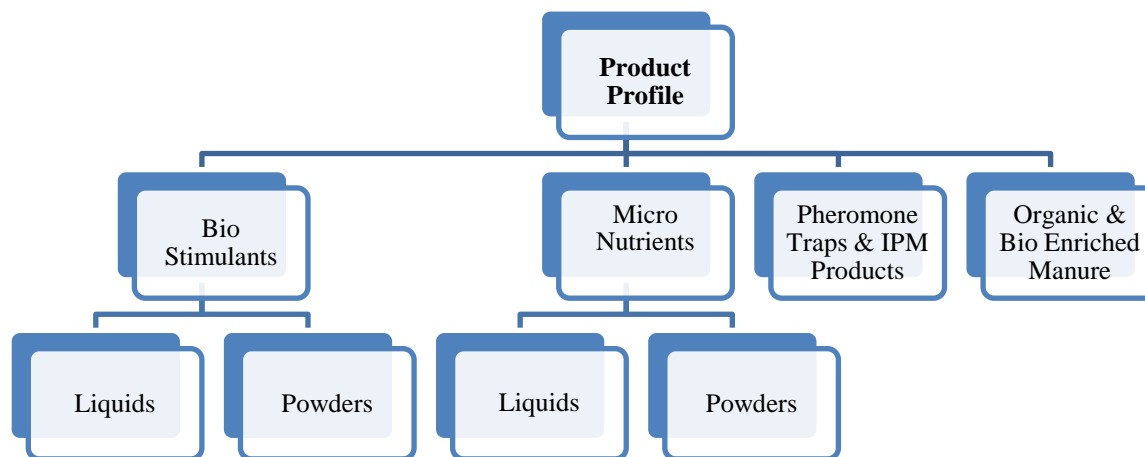 Product
Profile
Bio
Stimulants
Micro
Nutrients
Pheromone
Traps & IPM
Products
Organic &
Bio Enriched
Manure
Liquids
Powders
Liquids
Powders